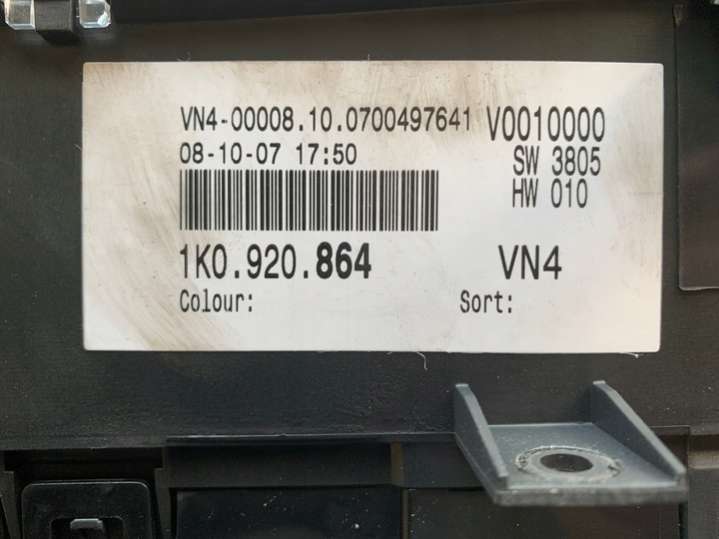 VN4-00008.10.0700497641 V0010000
08-10-07 17:50 SW 3805
HW 010
1K0.920.864 VN4
Colour: Sort: